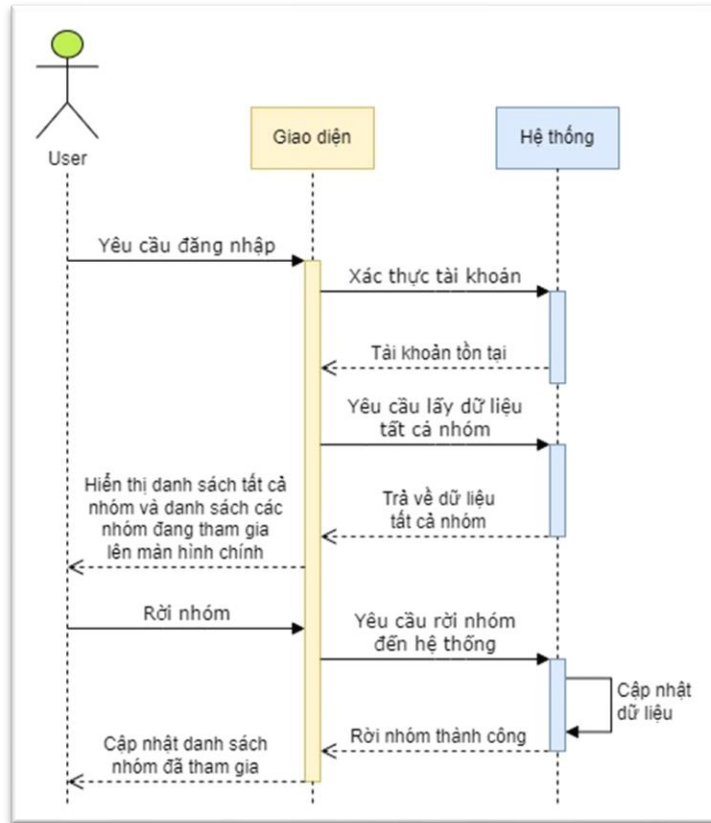 User
Giao diện
Hệ thống
Yêu cầu đăng nhập
Xác thực tài khoản
Tài khoản tồn tại
Yêu cầu lấy dữ liệu
tất cả nhóm
Hiển thị danh sách tất cả
nhóm và danh sách các
nhóm đang tham gia
lên màn hình chính
Trả về dữ liệu
tất cả nhóm
Rời nhóm
Yêu cầu rời nhóm
đến hệ thống
Cập nhật
dữ liệu
Rời nhóm thành công
Cập nhật danh sách
nhóm đã tham gia